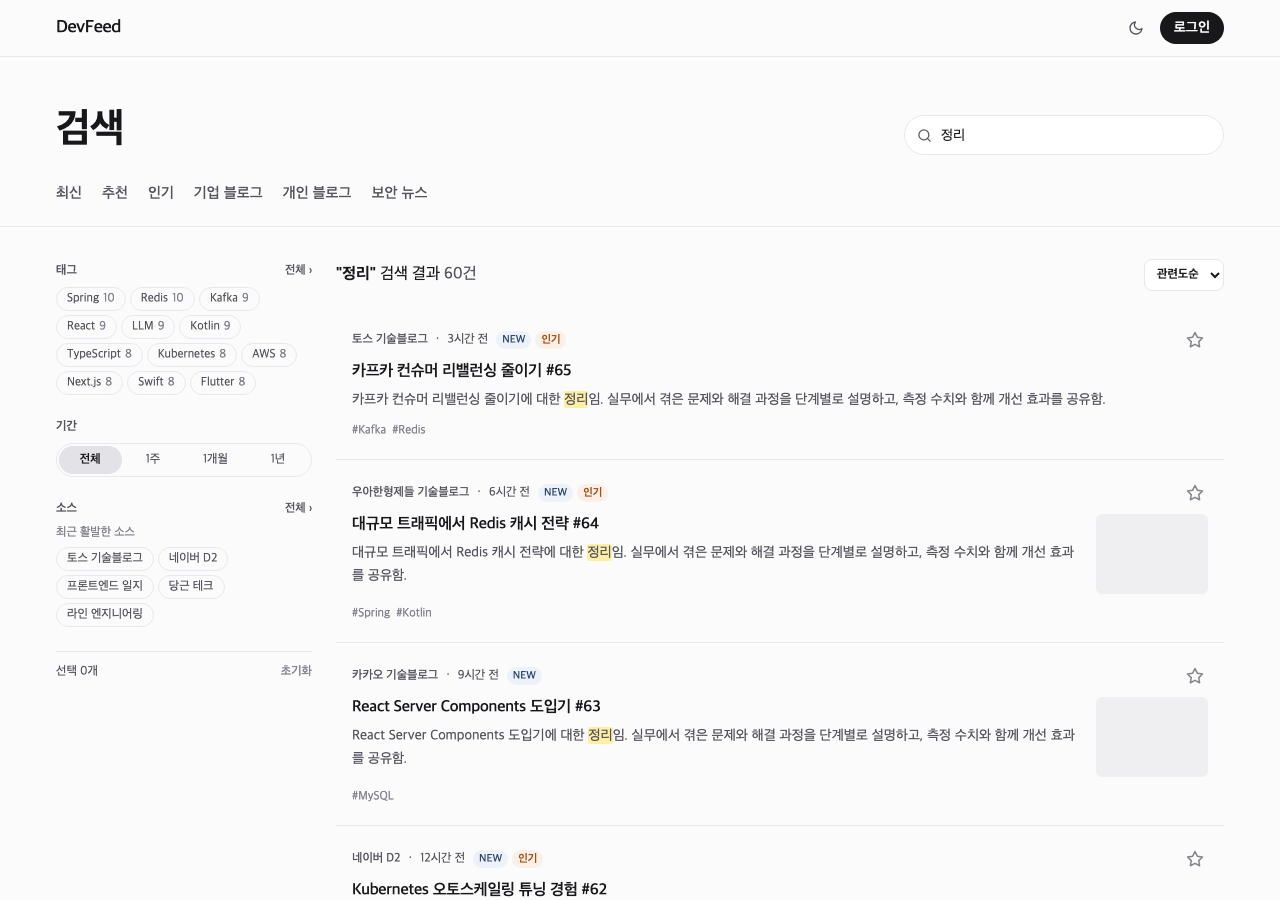 DevFeed
로그인
검색
정리
최신 추천 인기 기업 블로그 개인 블로그 보안 뉴스
태그 전체 ›
Spring 10 Redis 10 Kafka 9
React 9 LLM 9 Kotlin 9
TypeScript 8 Kubernetes 8 AWS 8
Next.js 8 Swift 8 Flutter 8
기간
전체 1주 1개월 1년
소스 전체 ›
최근 활발한 소스
토스 기술블로그 네이버 D2
프론트엔드 일지 당근 테크
라인 엔지니어링
선택 0개 초기화
"정리" 검색 결과 60건
관련도순
토스 기술블로그 · 3시간 전 NEW 인기
카프카 컨슈머 리밸런싱 줄이기 #65
카프카 컨슈머 리밸런싱 줄이기에 대한 정리임. 실무에서 겪은 문제와 해결 과정을 단계별로 설명하고, 측정 수치와 함께 개선 효과를 공유함.
#Kafka #Redis
우아한형제들 기술블로그 · 6시간 전 NEW 인기
대규모 트래픽에서 Redis 캐시 전략 #64
대규모 트래픽에서 Redis 캐시 전략에 대한 정리임. 실무에서 겪은 문제와 해결 과정을 단계별로 설명하고, 측정 수치와 함께 개선 효과
를 공유함.
#Spring #Kotlin
카카오 기술블로그 · 9시간 전 NEW
React Server Components 도입기 #63
React Server Components 도입기에 대한 정리임. 실무에서 겪은 문제와 해결 과정을 단계별로 설명하고, 측정 수치와 함께 개선 효과
를 공유함.
#MySQL
네이버 D2 · 12시간 전 NEW 인기
Kubernetes 오토스케일링 튜닝 경험 #62